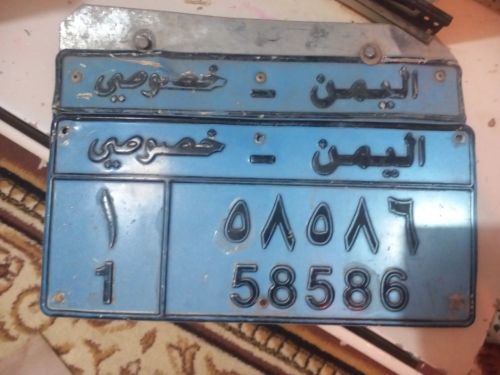 اليمن - خصوصي
اليمن - خصوصي
١ ٥٨٥٨٦
1 58586